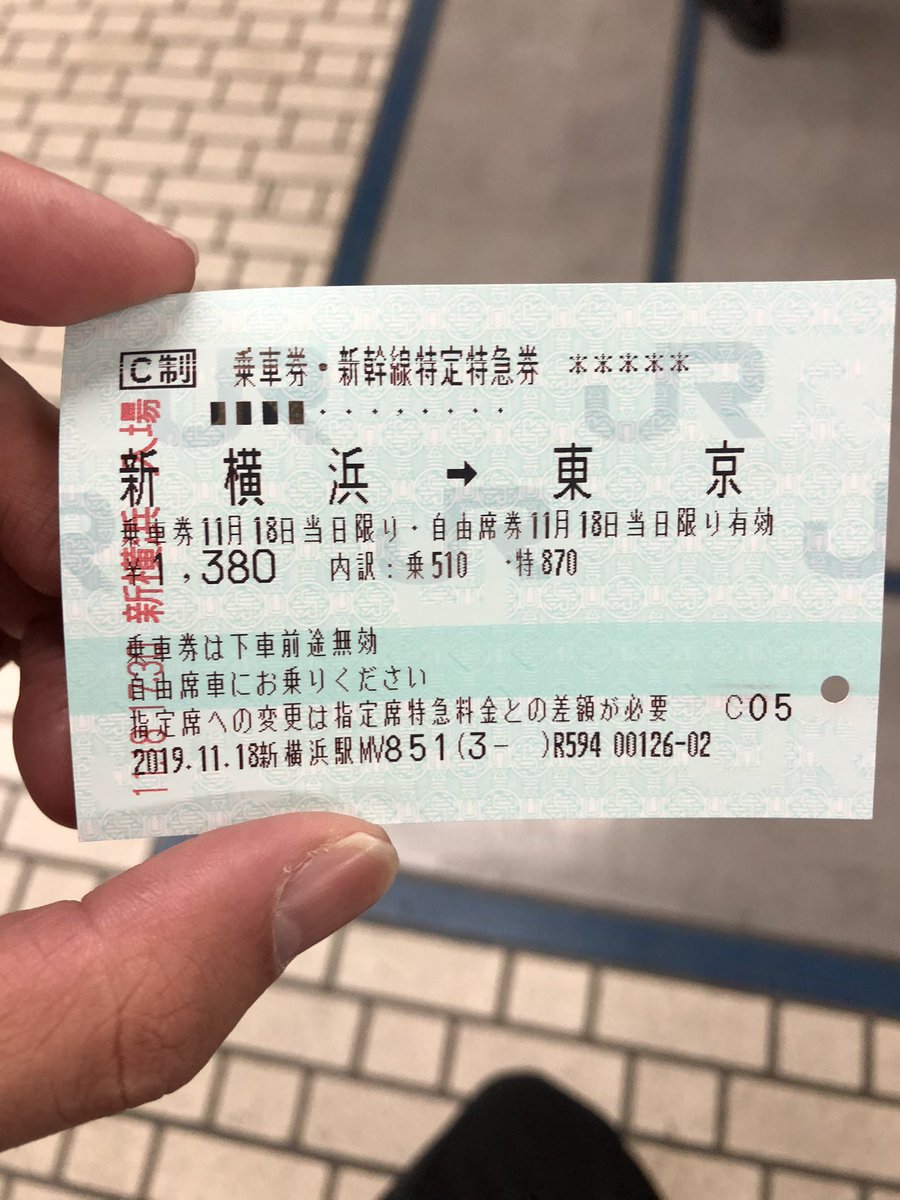 C制 乗車券・新幹線特定特急券 *****
新横浜 → 東京
乗車券11月18日当日限り・自由席券11月18日当日限り有効
¥1,380 内訳:乗510 ・特870
乗車券は下車前途無効
自由席車にお乗りください
指定席への変更は指定席特急料金との差額が必要 C05
2019.11.18新横浜駅MV851(3- )R594 00126-02
新横浜 入場
JR
JR